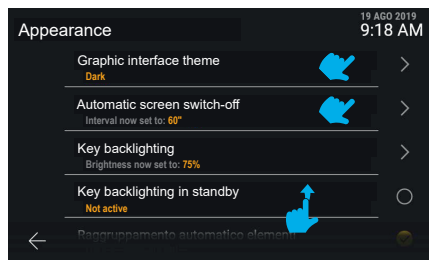 19 AGO 2019
Appearance
9:18 AM
Graphic interface theme
Dark
Automatic screen switch-off
Interval now set to: 60"
Key backlighting
Brightness now set to: 75%
Key backlighting in standby
Not active
Raggruppamento automatico elementi